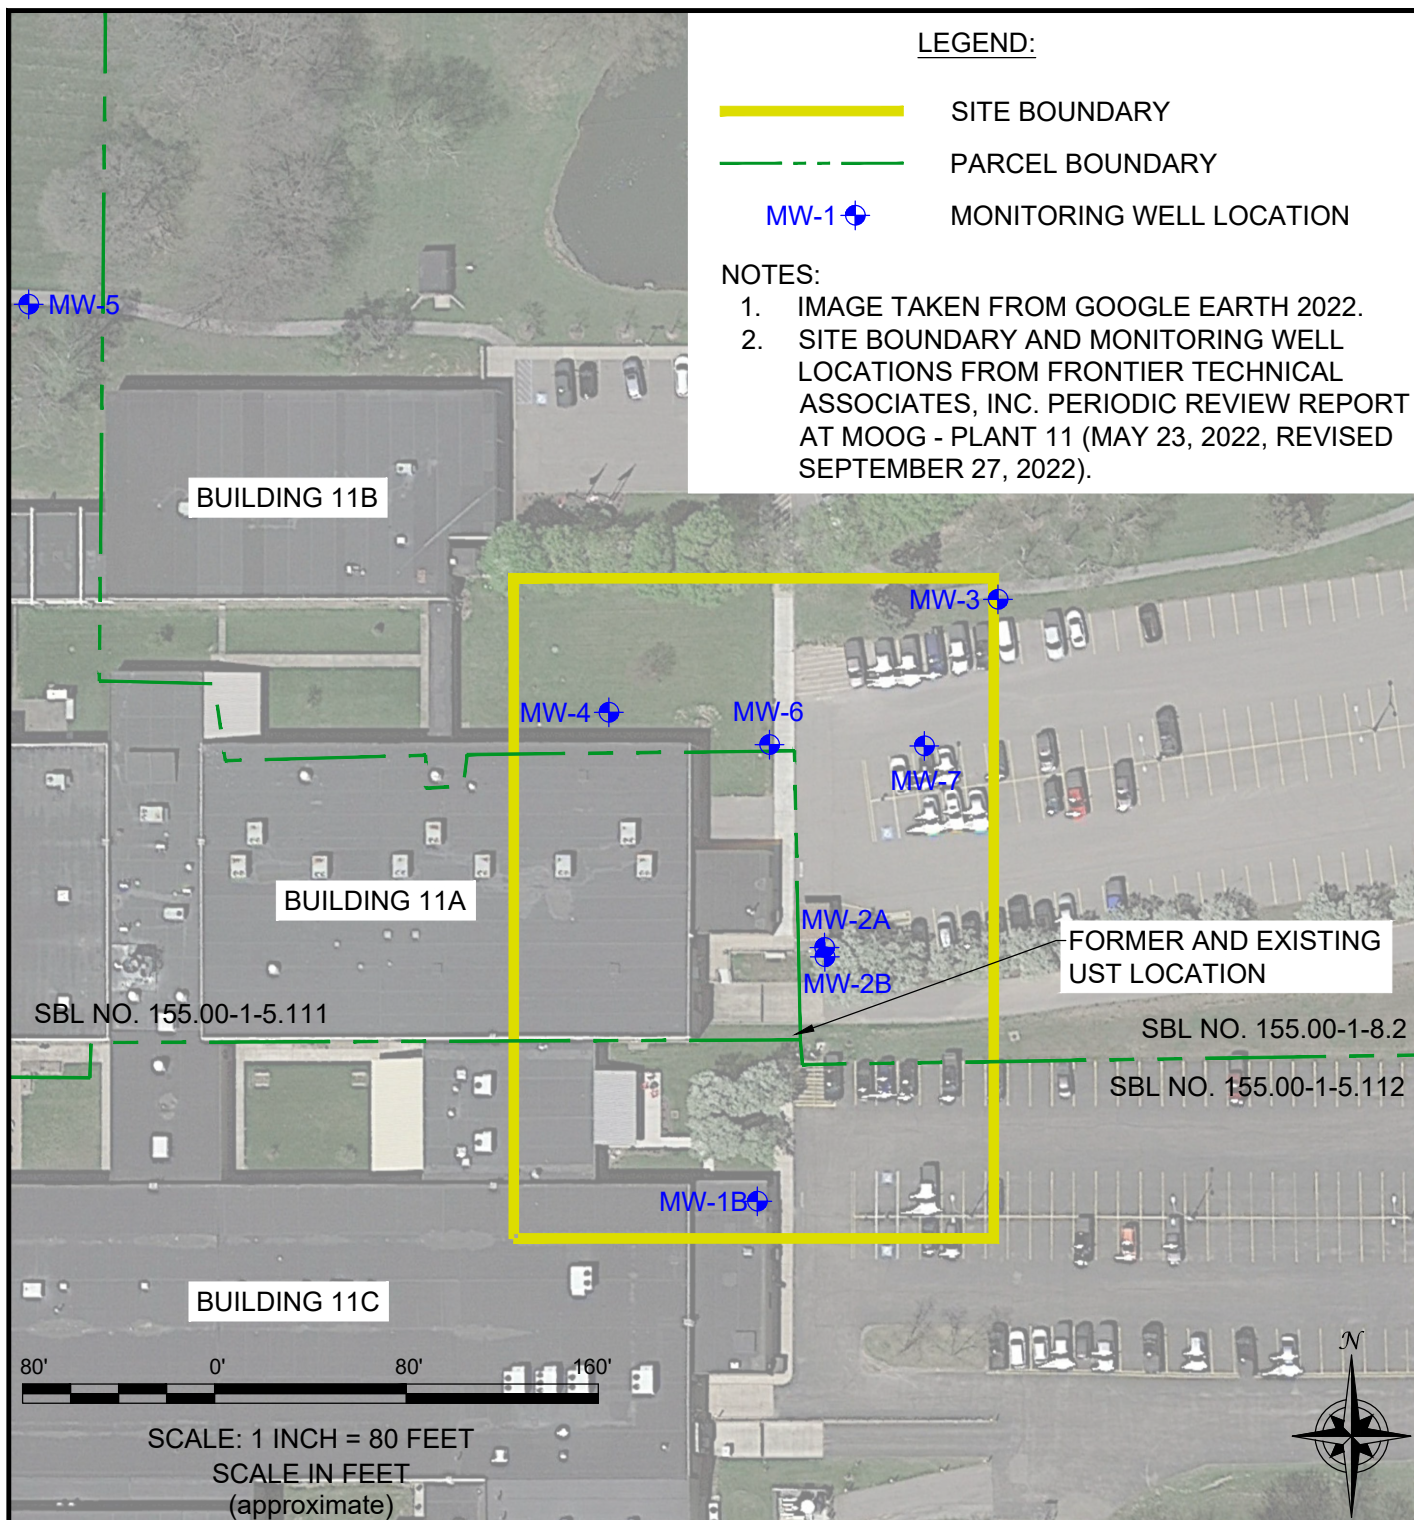 LEGEND:
SITE BOUNDARY
PARCEL BOUNDARY
MW-1 MONITORING WELL LOCATION
NOTES:
1. IMAGE TAKEN FROM GOOGLE EARTH 2022.
2. SITE BOUNDARY AND MONITORING WELL
LOCATIONS FROM FRONTIER TECHNICAL
ASSOCIATES, INC. PERIODIC REVIEW REPORT
AT MOOG - PLANT 11 (MAY 23, 2022, REVISED
SEPTEMBER 27, 2022).
MW-5
BUILDING 11B
MW-3
MW-4
MW-6
MW-7
BUILDING 11A
MW-2A
MW-2B
FORMER AND EXISTING
UST LOCATION
SBL NO. 155.00-1-5.111
SBL NO. 155.00-1-8.2
SBL NO. 155.00-1-5.112
MW-1B
BUILDING 11C
80' 0' 80' 160'
SCALE: 1 INCH = 80 FEET
SCALE IN FEET
(approximate)
N